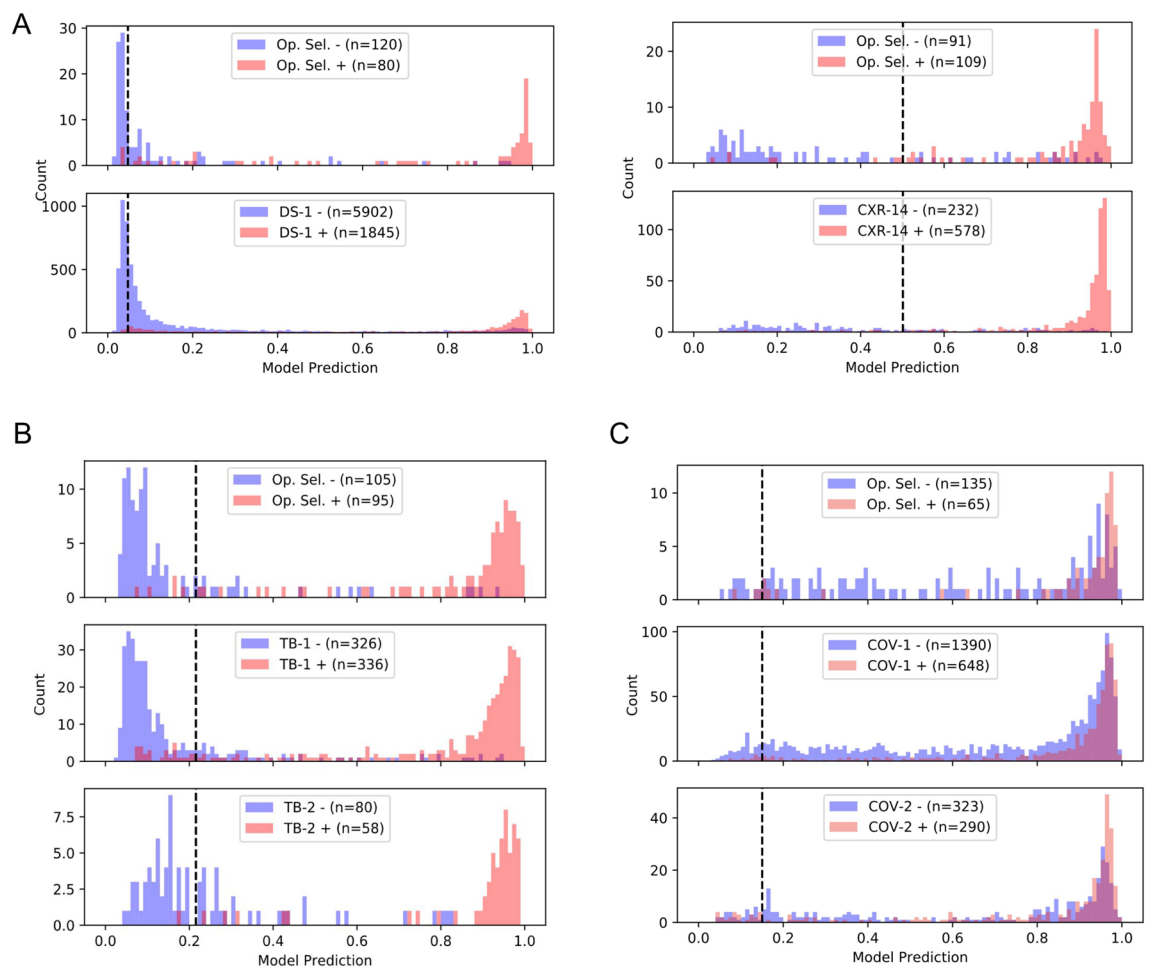 A
30
20
10
0
Count
Op. Sel. - (n=120)
Op. Sel. + (n=80)
1000
500
0
DS-1 - (n=5902)
DS-1 + (n=1845)
0.0 0.2 0.4 0.6 0.8 1.0
Model Prediction
20
10
0
Count
Op. Sel. - (n=91)
Op. Sel. + (n=109)
100
50
0
CXR-14 - (n=232)
CXR-14 + (n=578)
0.0 0.2 0.4 0.6 0.8 1.0
Model Prediction
B
10
5
0
Op. Sel. - (n=105)
Op. Sel. + (n=95)
30
20
10
0
Count
TB-1 - (n=326)
TB-1 + (n=336)
7.5
5.0
2.5
0.0
TB-2 - (n=80)
TB-2 + (n=58)
0.0 0.2 0.4 0.6 0.8 1.0
Model Prediction
C
10
5
0
Op. Sel. - (n=135)
Op. Sel. + (n=65)
100
50
0
Count
COV-1 - (n=1390)
COV-1 + (n=648)
40
20
0
COV-2 - (n=323)
COV-2 + (n=290)
0.0 0.2 0.4 0.6 0.8 1.0
Model Prediction